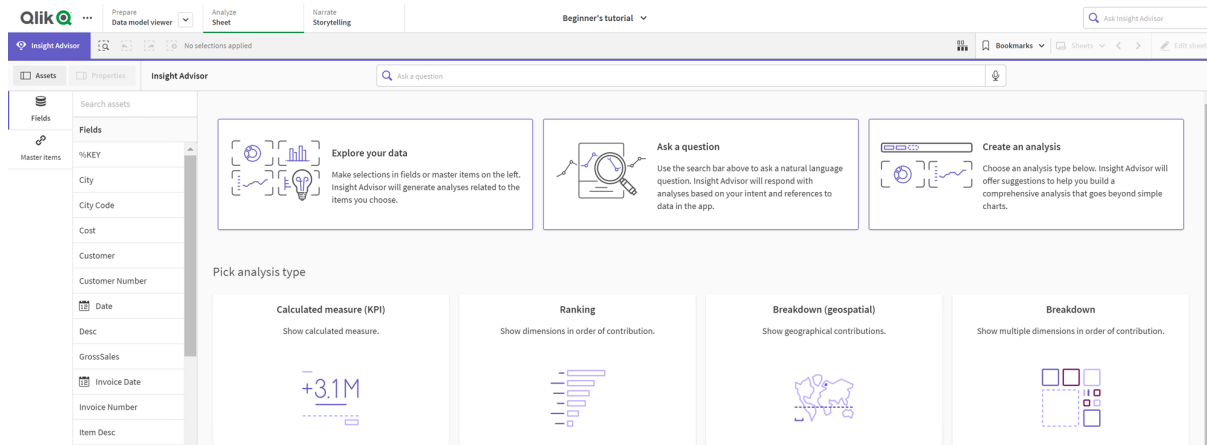 Qlik
Prepare
Data model viewer
Analyze
Sheet
Narrate
Storytelling
Beginner's tutorial
Ask Insight Advisor
Insight Advisor
No selections applied
Bookmarks
Sheets
Edit sheet
Assets
Properties
Insight Advisor
Ask a question
Fields
Master items
Search assets
Fields
%KEY
City
City Code
Cost
Customer
Customer Number
Date
Desc
GrossSales
Invoice Date
Invoice Number
Item Desc
Explore your data
Make selections in fields or master items on the left.
Insight Advisor will generate analyses related to the
items you choose.
Ask a question
Use the search bar above to ask a natural language
question. Insight Advisor will respond with
analyses based on your intent and references to
data in the app.
Create an analysis
Choose an analysis type below. Insight Advisor will
offer suggestions to help you build a
comprehensive analysis that goes beyond simple
charts.
Pick analysis type
Calculated measure (KPI)
Show calculated measure.
+3.1M
Ranking
Show dimensions in order of contribution.
Breakdown (geospatial)
Show geographical contributions.
Breakdown
Show multiple dimensions in order of contribution.